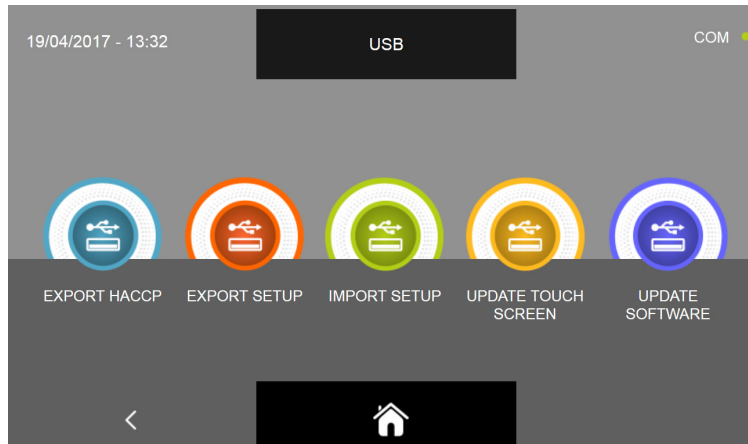 19/04/2017 - 13:32
USB
COM
EXPORT HACCP
EXPORT SETUP
IMPORT SETUP
UPDATE TOUCH
SCREEN
UPDATE
SOFTWARE